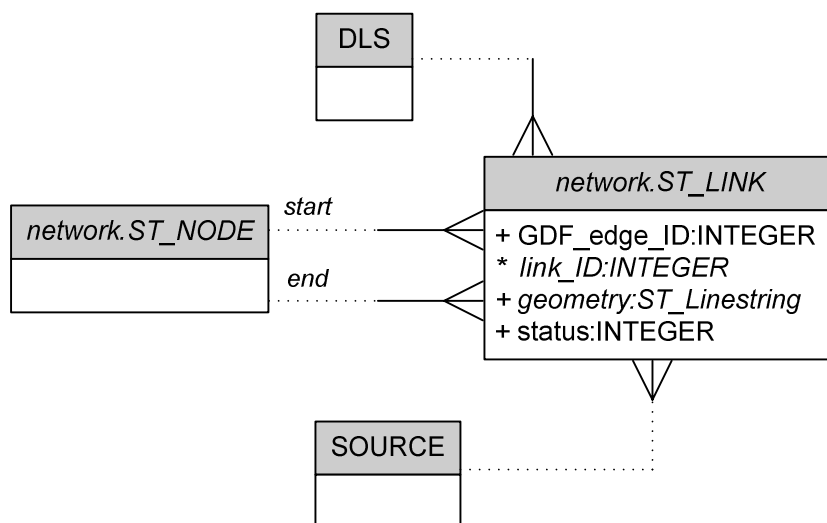 DLS
network.ST_LINK
+ GDF_edge_ID:INTEGER
* link_ID:INTEGER
+ geometry:ST_Linestring
+ status:INTEGER
start
network.ST_NODE
end
SOURCE